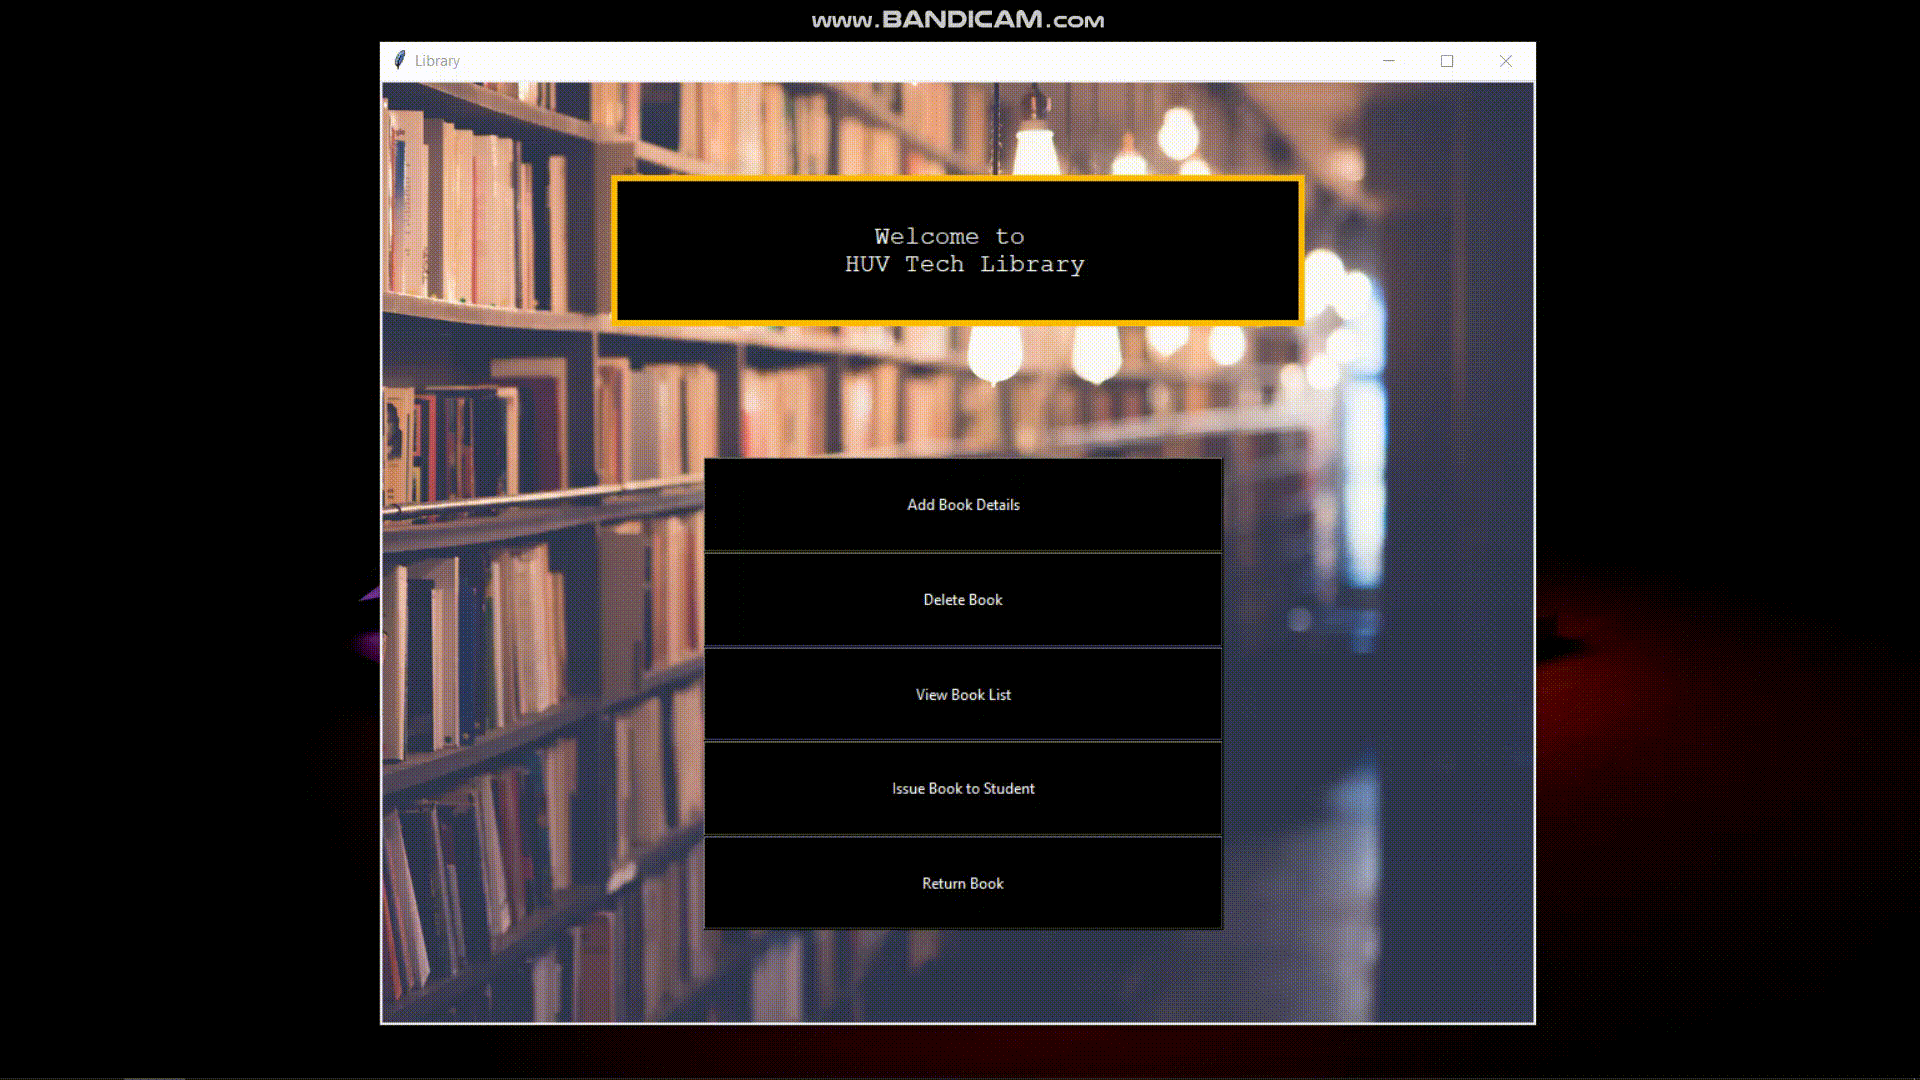 www.BANDICAM.com
Library
Welcome to
HUV Tech Library
Add Book Details
Delete Book
View Book List
Issue Book to Student
Return Book